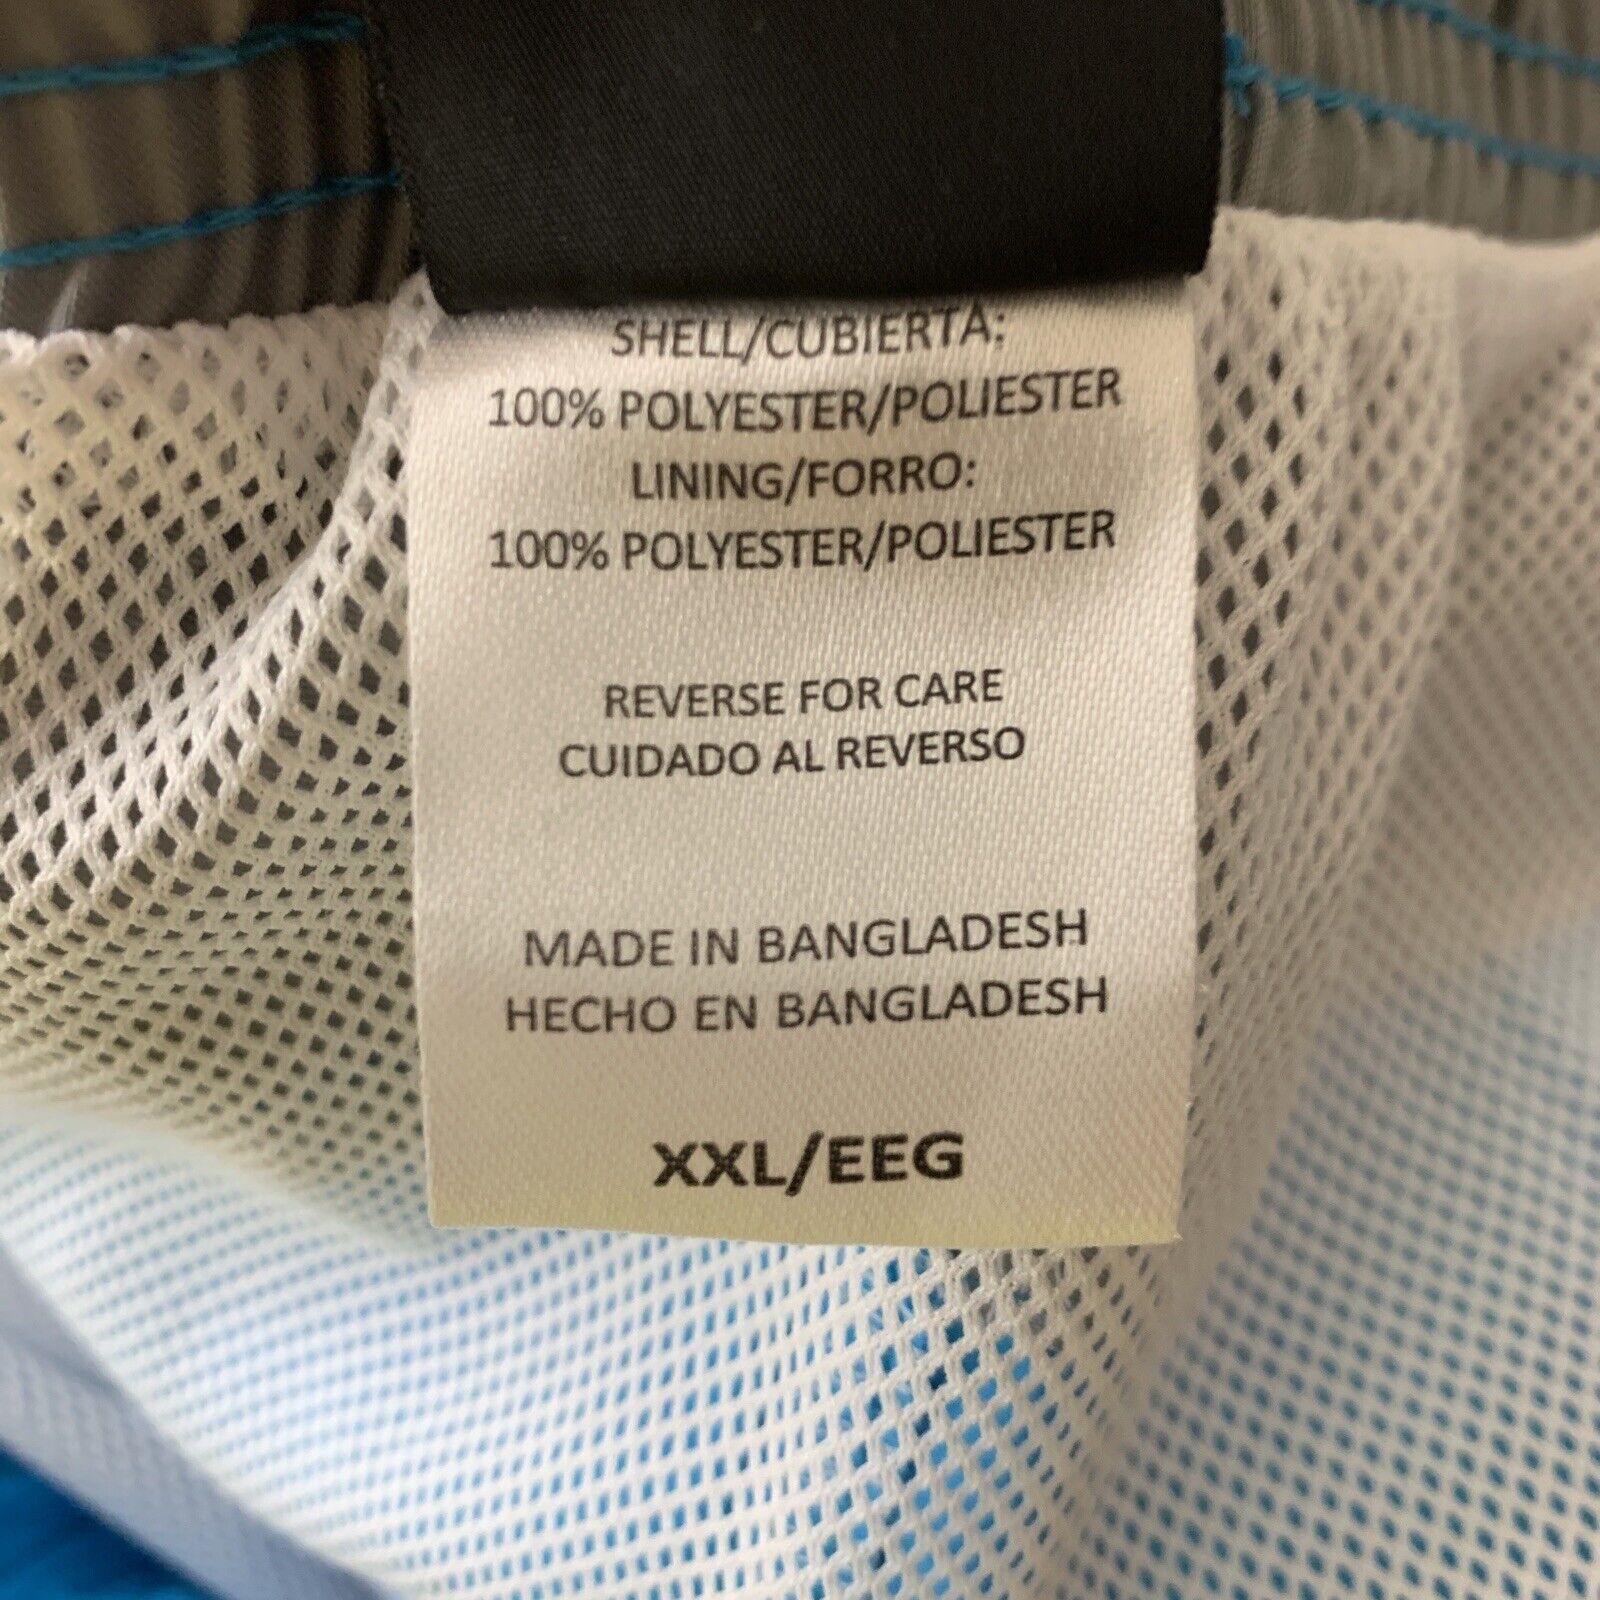 SHELL/CUBIERTA:
100% POLYESTER/POLIESTER
LINING/FORRO:
100% POLYESTER/POLIESTER
REVERSE FOR CARE
CUIDADO AL REVERSO
MADE IN BANGLADESH
HECHO EN BANGLADESH
XXL/EEG